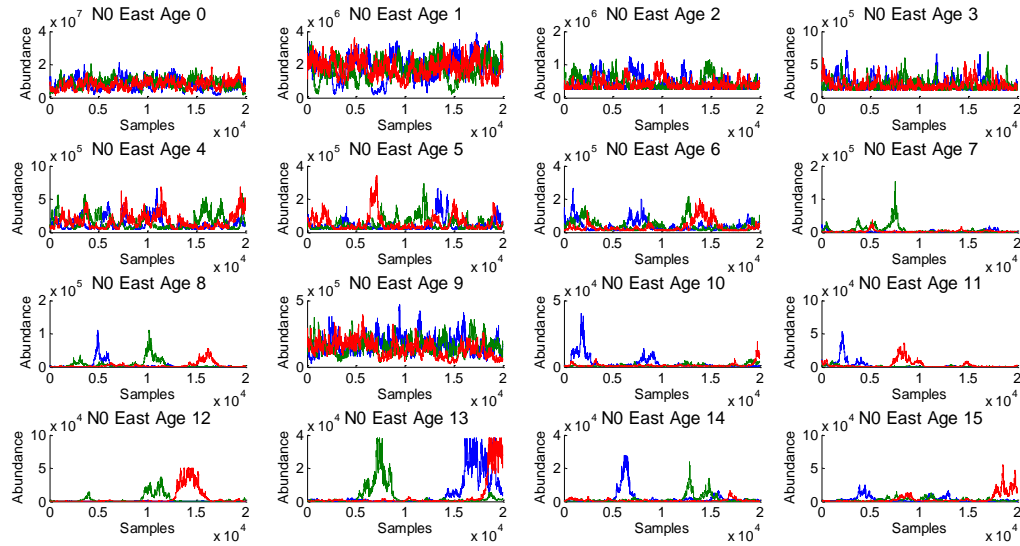 N0 East Age 0
x 10^7
4
2
0
Abundance
0 0.5 1 1.5 2
Samples
x 10^4
N0 East Age 1
x 10^6
4
3
2
1
0
Abundance
0 0.5 1 1.5 2
Samples
x 10^4
N0 East Age 2
x 10^6
2
1
0
Abundance
0 0.5 1 1.5 2
Samples
x 10^4
N0 East Age 3
x 10^5
10
5
0
Abundance
0 0.5 1 1.5 2
Samples
x 10^4
N0 East Age 4
x 10^5
10
5
0
Abundance
0 0.5 1 1.5 2
Samples
x 10^4
N0 East Age 5
x 10^5
4
2
0
Abundance
0 0.5 1 1.5 2
Samples
x 10^4
N0 East Age 6
x 10^5
4
2
0
Abundance
0 0.5 1 1.5 2
Samples
x 10^4
N0 East Age 7
x 10^5
2
1
0
Abundance
0 0.5 1 1.5 2
Samples
x 10^4
N0 East Age 8
x 10^5
2
1
0
Abundance
0 0.5 1 1.5 2
Samples
x 10^4
N0 East Age 9
x 10^5
6
4
2
0
Abundance
0 0.5 1 1.5 2
Samples
x 10^4
N0 East Age 10
x 10^4
5
0
Abundance
0 0.5 1 1.5 2
Samples
x 10^4
N0 East Age 11
x 10^4
10
5
0
Abundance
0 0.5 1 1.5 2
Samples
x 10^4
N0 East Age 12
x 10^4
10
5
0
Abundance
0 0.5 1 1.5 2
Samples
x 10^4
N0 East Age 13
x 10^4
4
2
0
Abundance
0 0.5 1 1.5 2
Samples
x 10^4
N0 East Age 14
x 10^4
4
2
0
Abundance
0 0.5 1 1.5 2
Samples
x 10^4
N0 East Age 15
x 10^4
10
5
0
Abundance
0 0.5 1 1.5 2
Samples
x 10^4